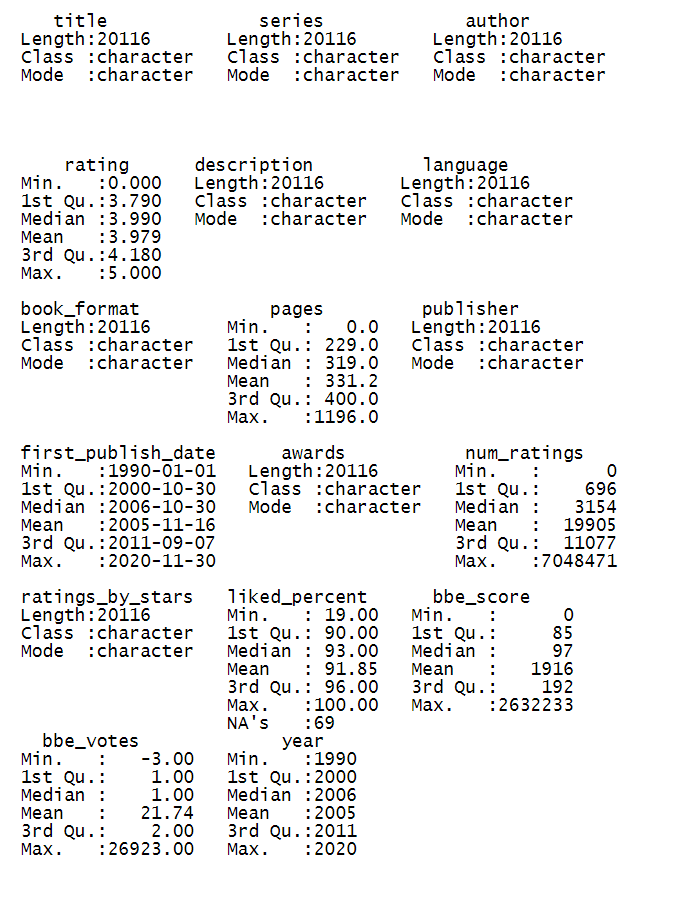 title              series             author
Length:20116       Length:20116       Length:20116
Class :character   Class :character   Class :character
Mode  :character   Mode  :character   Mode  :character
    rating      description          language
Min.   :0.000   Length:20116       Length:20116
1st Qu.:3.790   Class :character   Class :character
Median :3.990   Mode  :character   Mode  :character
Mean   :3.979
3rd Qu.:4.180
Max.   :5.000
book_format            pages         publisher
Length:20116       Min.   :   0.0   Length:20116
Class :character   1st Qu.: 229.0   Class :character
Mode  :character   Median : 319.0   Mode  :character
Mean   : 331.2
3rd Qu.: 400.0
Max.   :1196.0
first_publish_date      awards           num_ratings
Min.   :1990-01-01   Length:20116       Min.   :      0
1st Qu.:2000-10-30   Class :character   1st Qu.:    696
Median :2006-10-30   Mode  :character   Median :   3154
Mean   :2005-11-16                      Mean   :  19905
3rd Qu.:2011-09-07                      3rd Qu.:  11077
Max.   :2020-11-30                      Max.   :7048471
ratings_by_stars   liked_percent      bbe_score
Length:20116       Min.   : 19.00   Min.   :      0
Class :character   1st Qu.: 90.00   1st Qu.:     85
Mode  :character   Median : 93.00   Median :     97
Mean   : 91.85   Mean   :   1916
3rd Qu.: 96.00   3rd Qu.:    192
Max.   :100.00   Max.   :2632233
NA's   :69
  bbe_votes             year
Min.   :   -3.00   Min.   :1990
1st Qu.:    1.00   1st Qu.:2000
Median :    1.00   Median :2006
Mean   :   21.74   Mean   :2005
3rd Qu.:    2.00   3rd Qu.:2011
Max.   :26923.00   Max.   :2020